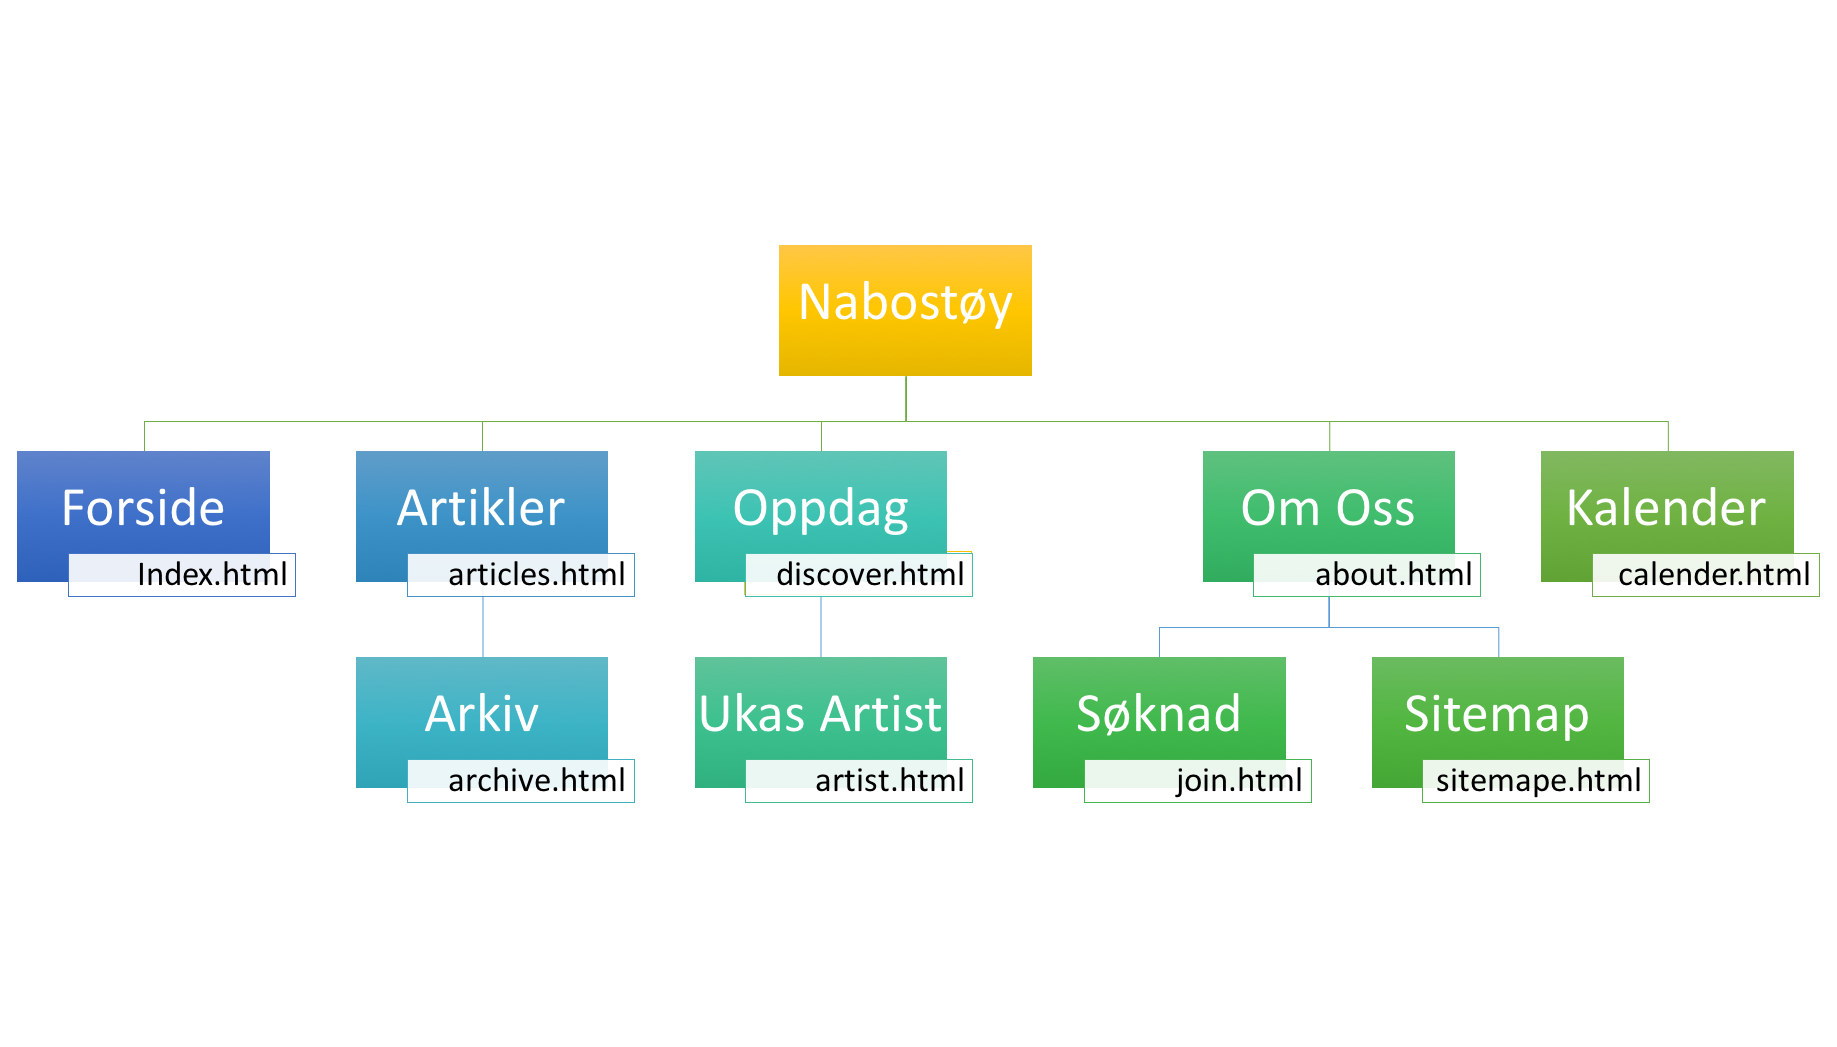 Nabostøy
Forside
Index.html
Artikler
articles.html
Oppdag
discover.html
Om Oss
about.html
Kalender
calender.html
Arkiv
archive.html
Ukas Artist
artist.html
Søknad
join.html
Sitemap
sitemape.html